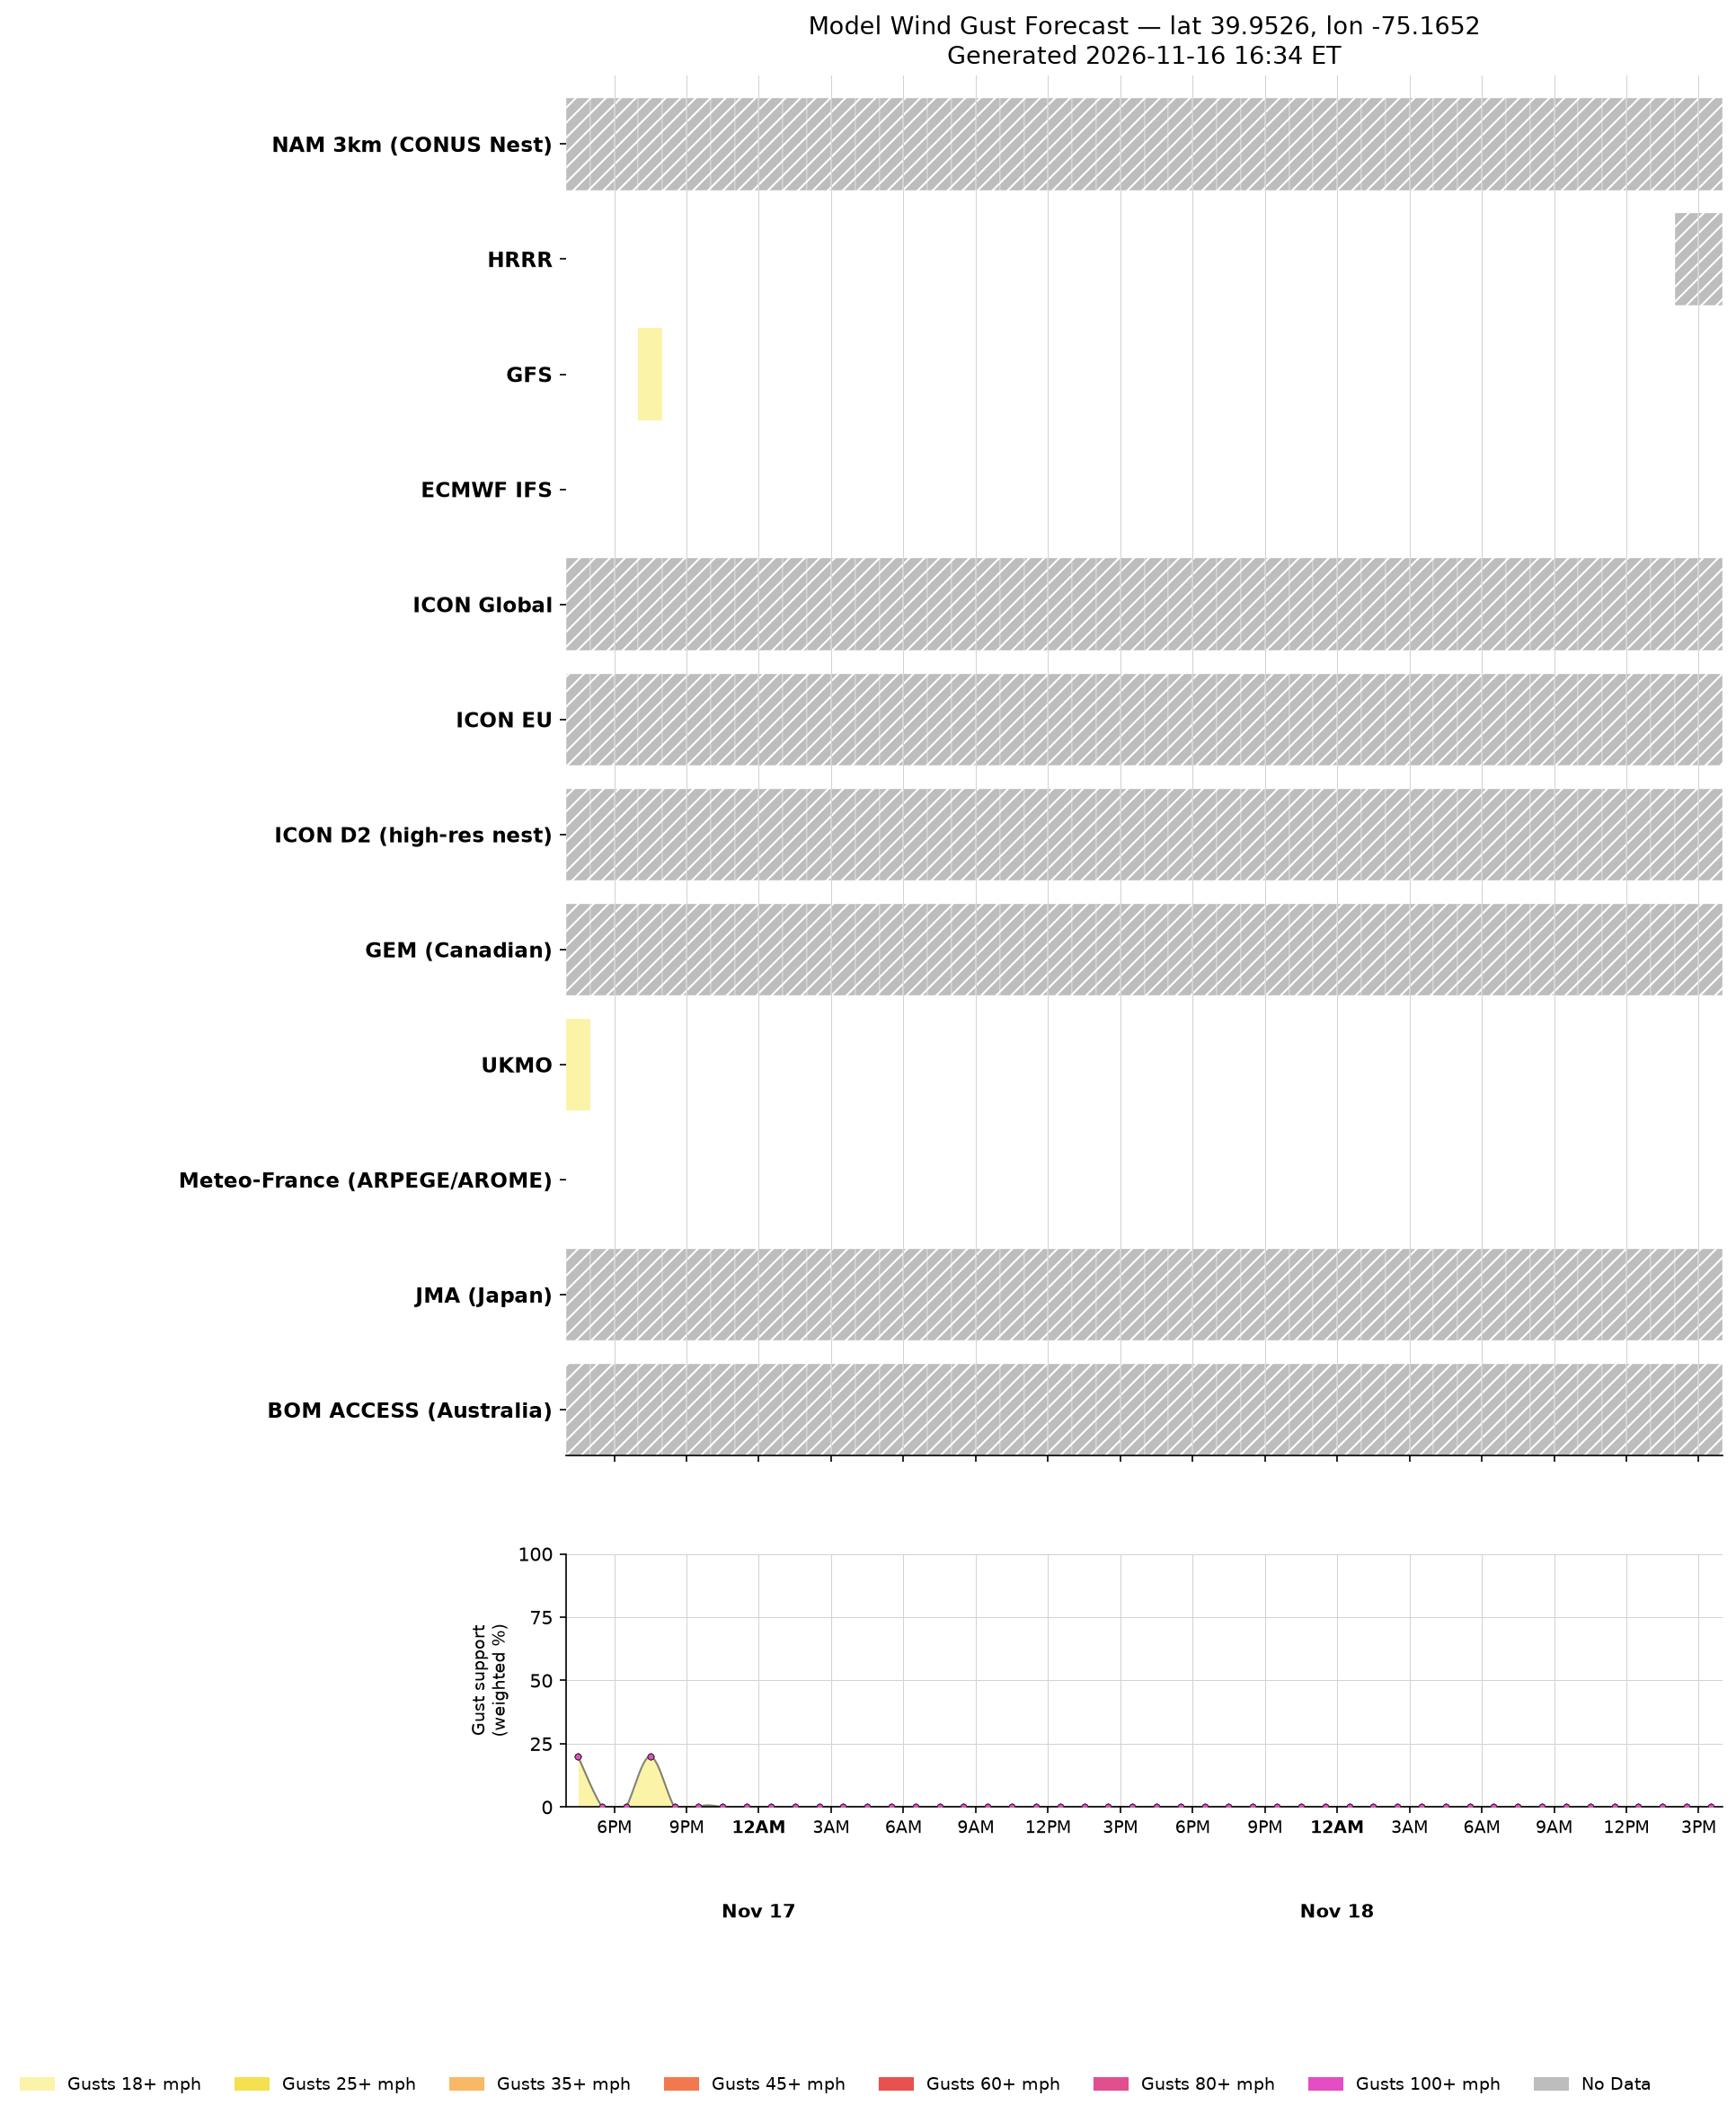 Model Wind Gust Forecast — lat 39.9526, lon -75.1652
Generated 2026-11-16 16:34 ET
NAM 3km (CONUS Nest)
HRRR
GFS
ECMWF IFS
ICON Global
ICON EU
ICON D2 (high-res nest)
GEM (Canadian)
UKMO
Meteo-France (ARPEGE/AROME)
JMA (Japan)
BOM ACCESS (Australia)
Gust support
(weighted %)
100
75
50
25
0
6PM 9PM 12AM 3AM 6AM 9AM 12PM 3PM 6PM 9PM 12AM 3AM 6AM 9AM 12PM 3PM
Nov 17 Nov 18
Gusts 18+ mph Gusts 25+ mph Gusts 35+ mph Gusts 45+ mph Gusts 60+ mph Gusts 80+ mph Gusts 100+ mph No Data